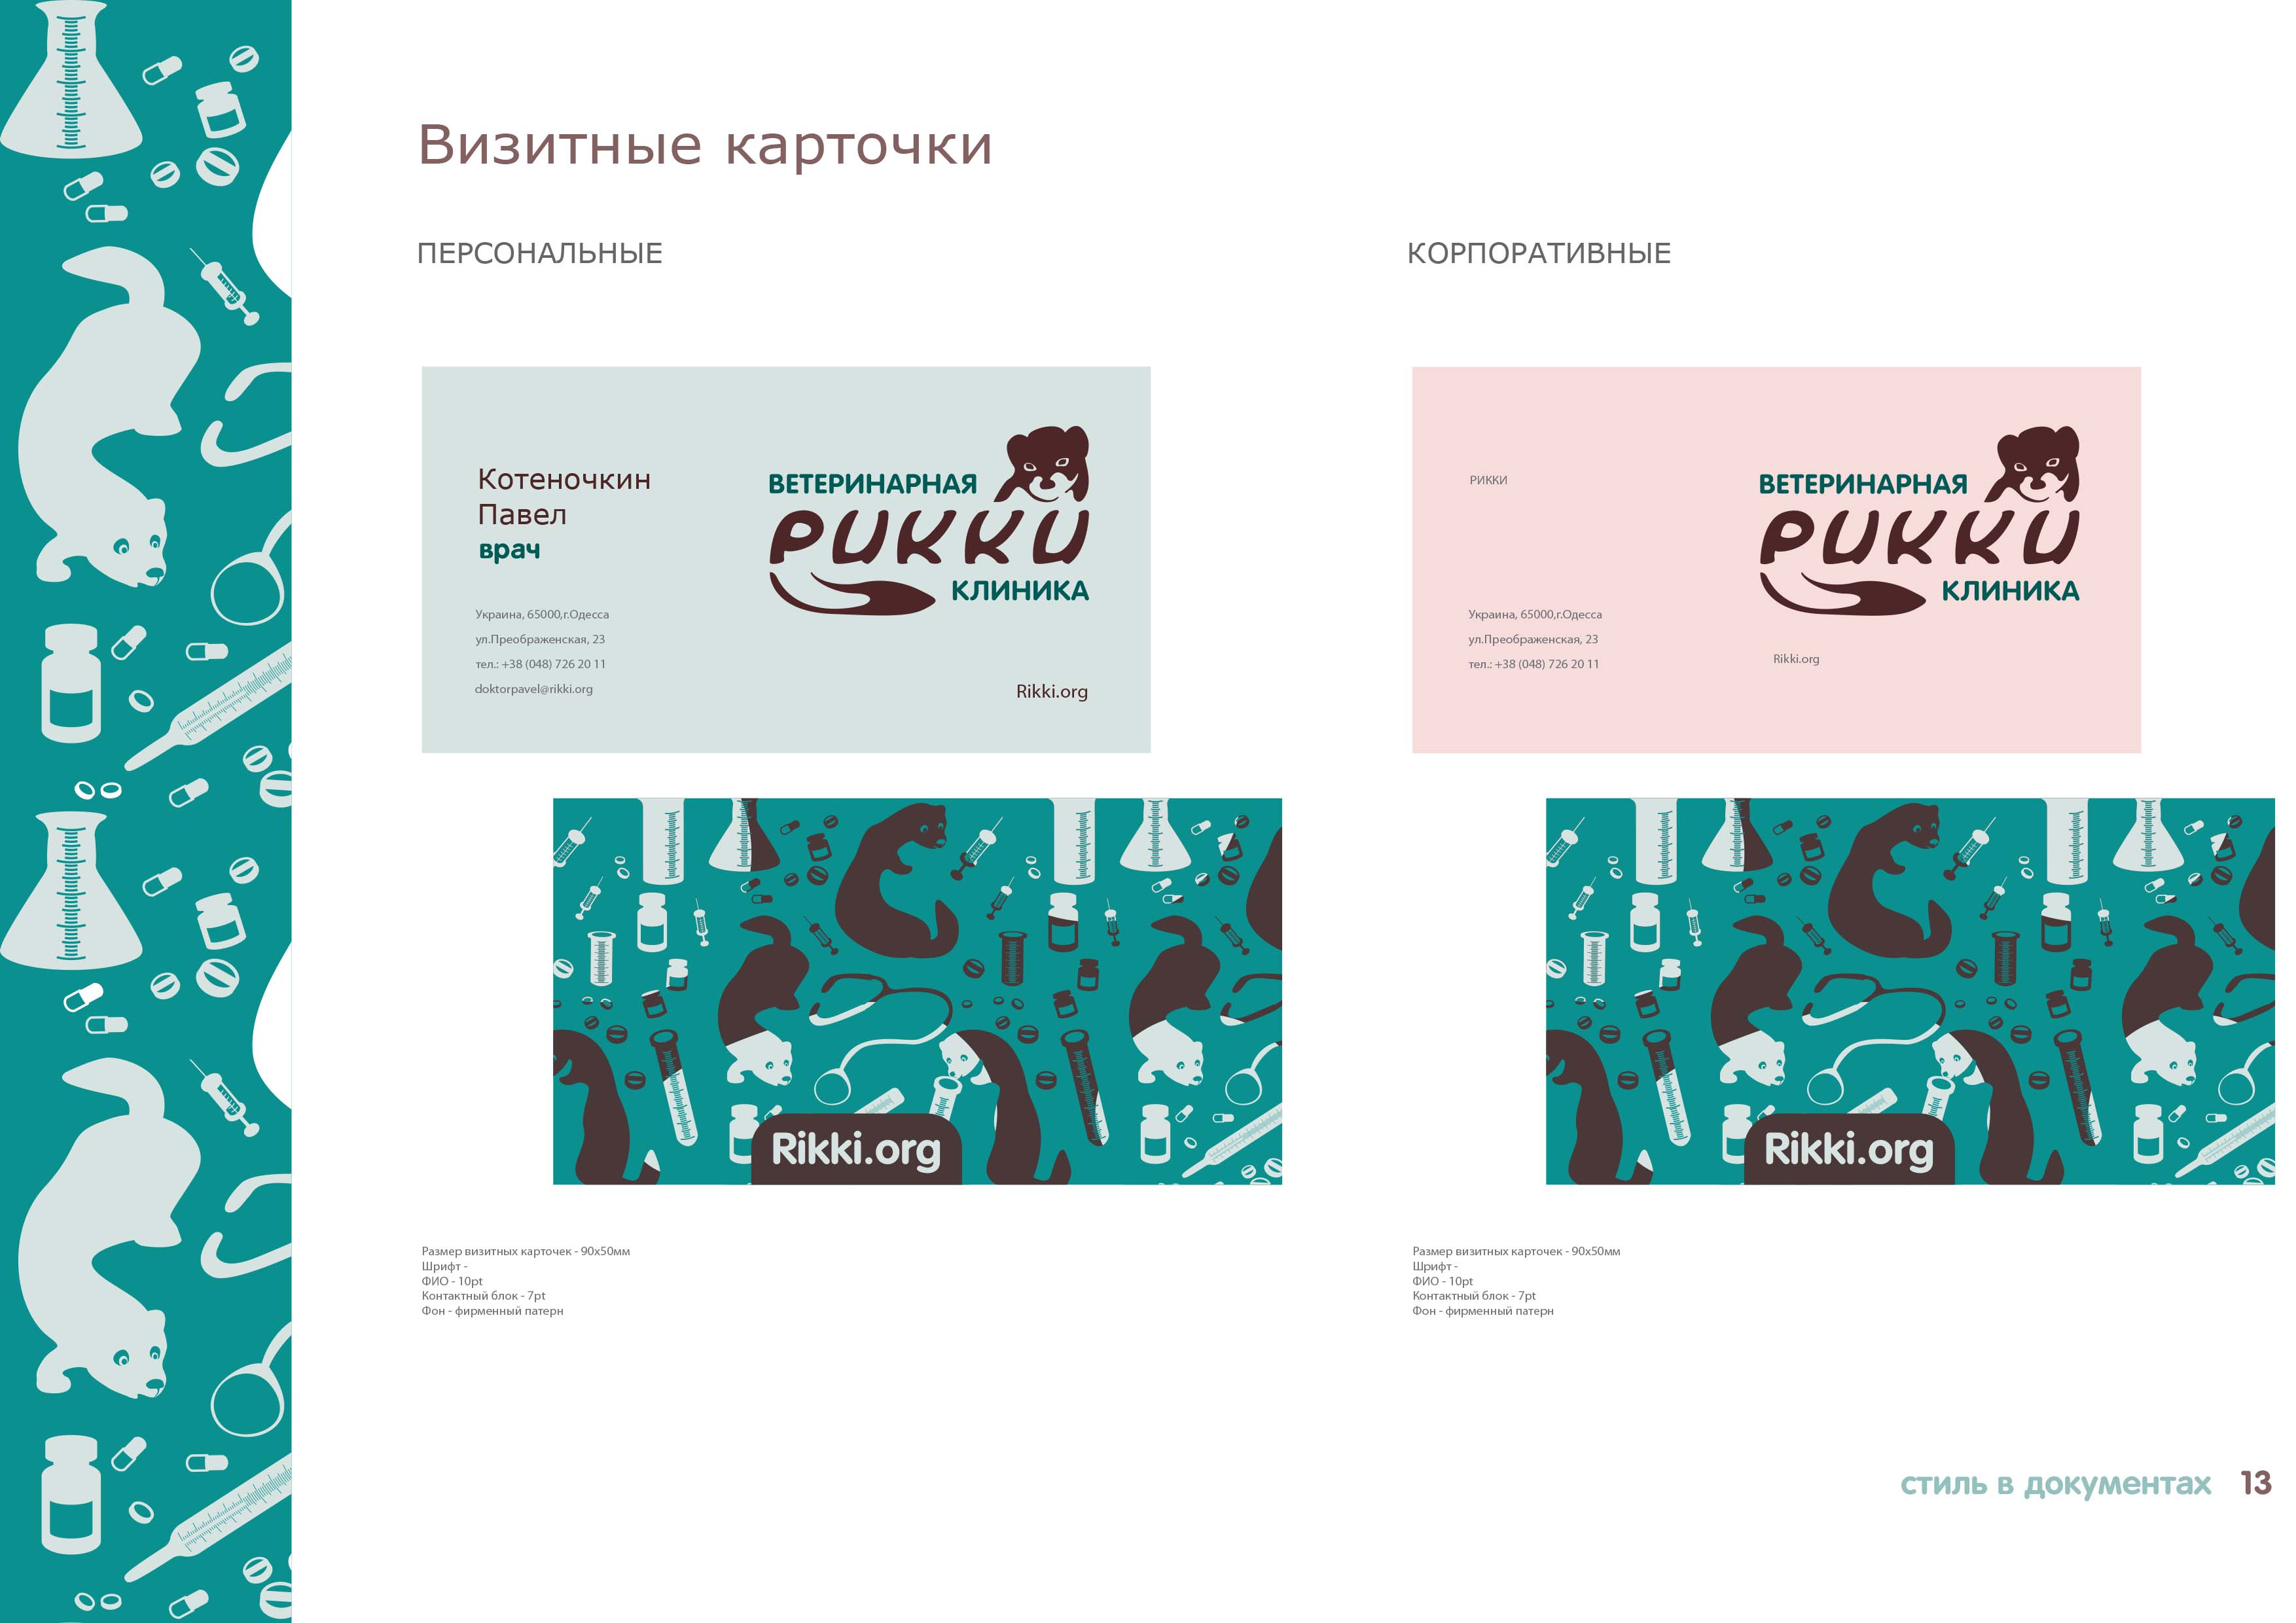 Визитные карточки
ПЕРСОНАЛЬНЫЕ
Котеночкин
Павел
врач
Украина, 65000,г.Одесса
ул.Преображенская, 23
тел.: +38 (048) 726 20 11
doktorpavel@rikki.org
ВЕТЕРИНАРНАЯ
РИККИ
КЛИНИКА
Rikki.org
Rikki.org
Размер визитных карточек - 90х50мм
Шрифт -
ФИО - 10pt
Контактный блок - 7pt
Фон - фирменный патерн
КОРПОРАТИВНЫЕ
РИККИ
Украина, 65000,г.Одесса
ул.Преображенская, 23
тел.: +38 (048) 726 20 11
ВЕТЕРИНАРНАЯ
РИККИ
КЛИНИКА
Rikki.org
Rikki.org
Размер визитных карточек - 90х50мм
Шрифт -
ФИО - 10pt
Контактный блок - 7pt
Фон - фирменный патерн
стиль в документах 13